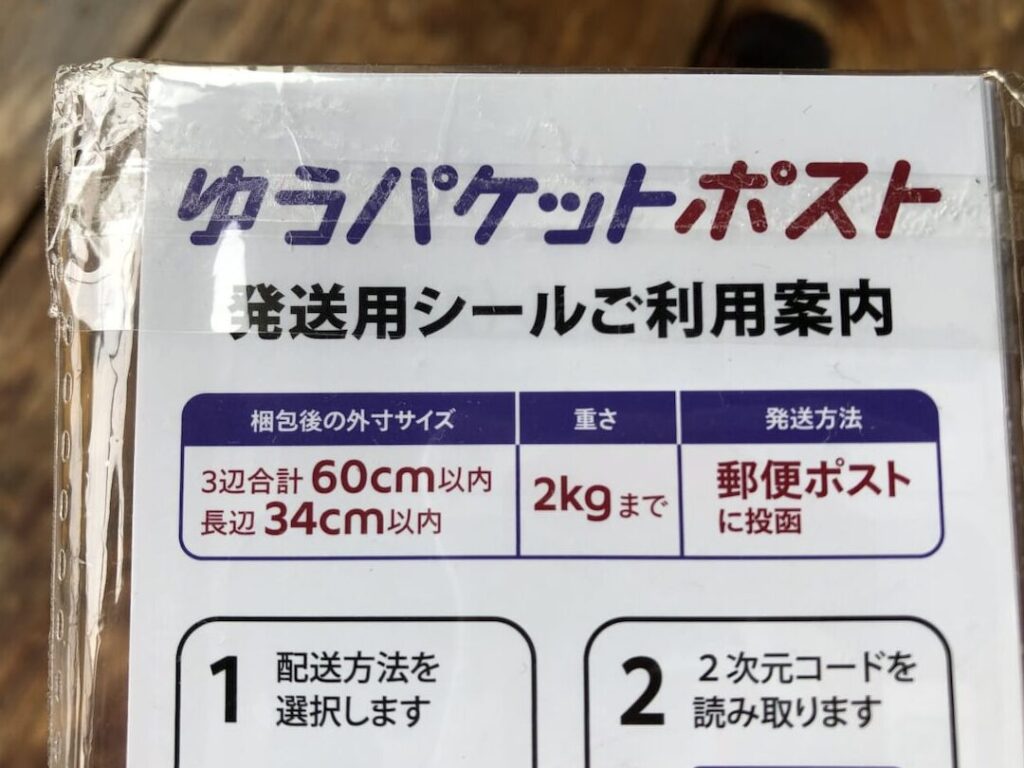 ゆうパケットポスト
発送用シールご利用案内
梱包後の外寸サイズ
重さ
発送方法
3辺合計 60cm以内
長辺 34cm以内
2kgまで
郵便ポスト
に投函
1 配送方法を
選択します
2 2次元コードを
読み取ります